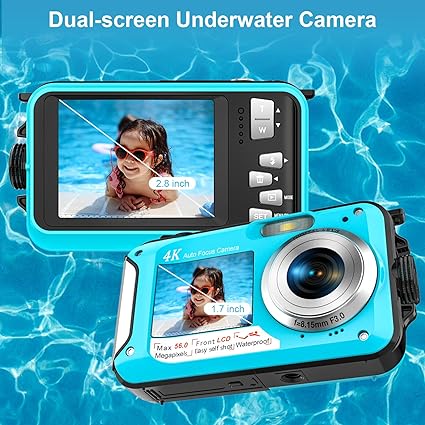 Dual-screen Underwater Camera
T
W
2.8 inch
MODE
SET
4K Auto Focus Camera
1.7 inch
f=8.15mm F3.0
Max 56.0 Front LCD
Megapixels Easy self shot Waterproof